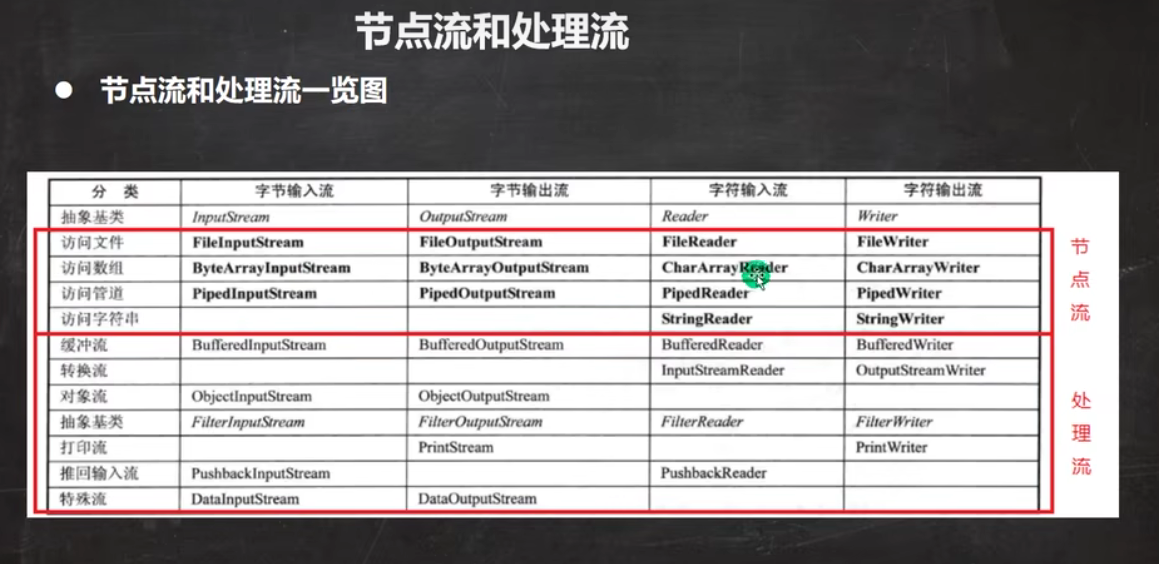 节点流和处理流
● 节点流和处理流一览图
分 类 字节输入流 字节输出流 字符输入流 字符输出流
抽象基类 InputStream OutputStream Reader Writer
访问文件 FileInputStream FileOutputStream FileReader FileWriter
访问数组 ByteArrayInputStream ByteArrayOutputStream CharArrayReader CharArrayWriter
访问管道 PipedInputStream PipedOutputStream PipedReader PipedWriter
访问字符串 StringReader StringWriter
缓冲流 BufferedInputStream BufferedOutputStream BufferedReader BufferedWriter
转换流 InputStreamReader OutputStreamWriter
对象流 ObjectInputStream ObjectOutputStream
抽象基类 FilterInputStream FilterOutputStream FilterReader FilterWriter
打印流 PrintStream PrintWriter
推回输入流 PushbackInputStream PushbackReader
特殊流 DataInputStream DataOutputStream
节点流
处理流